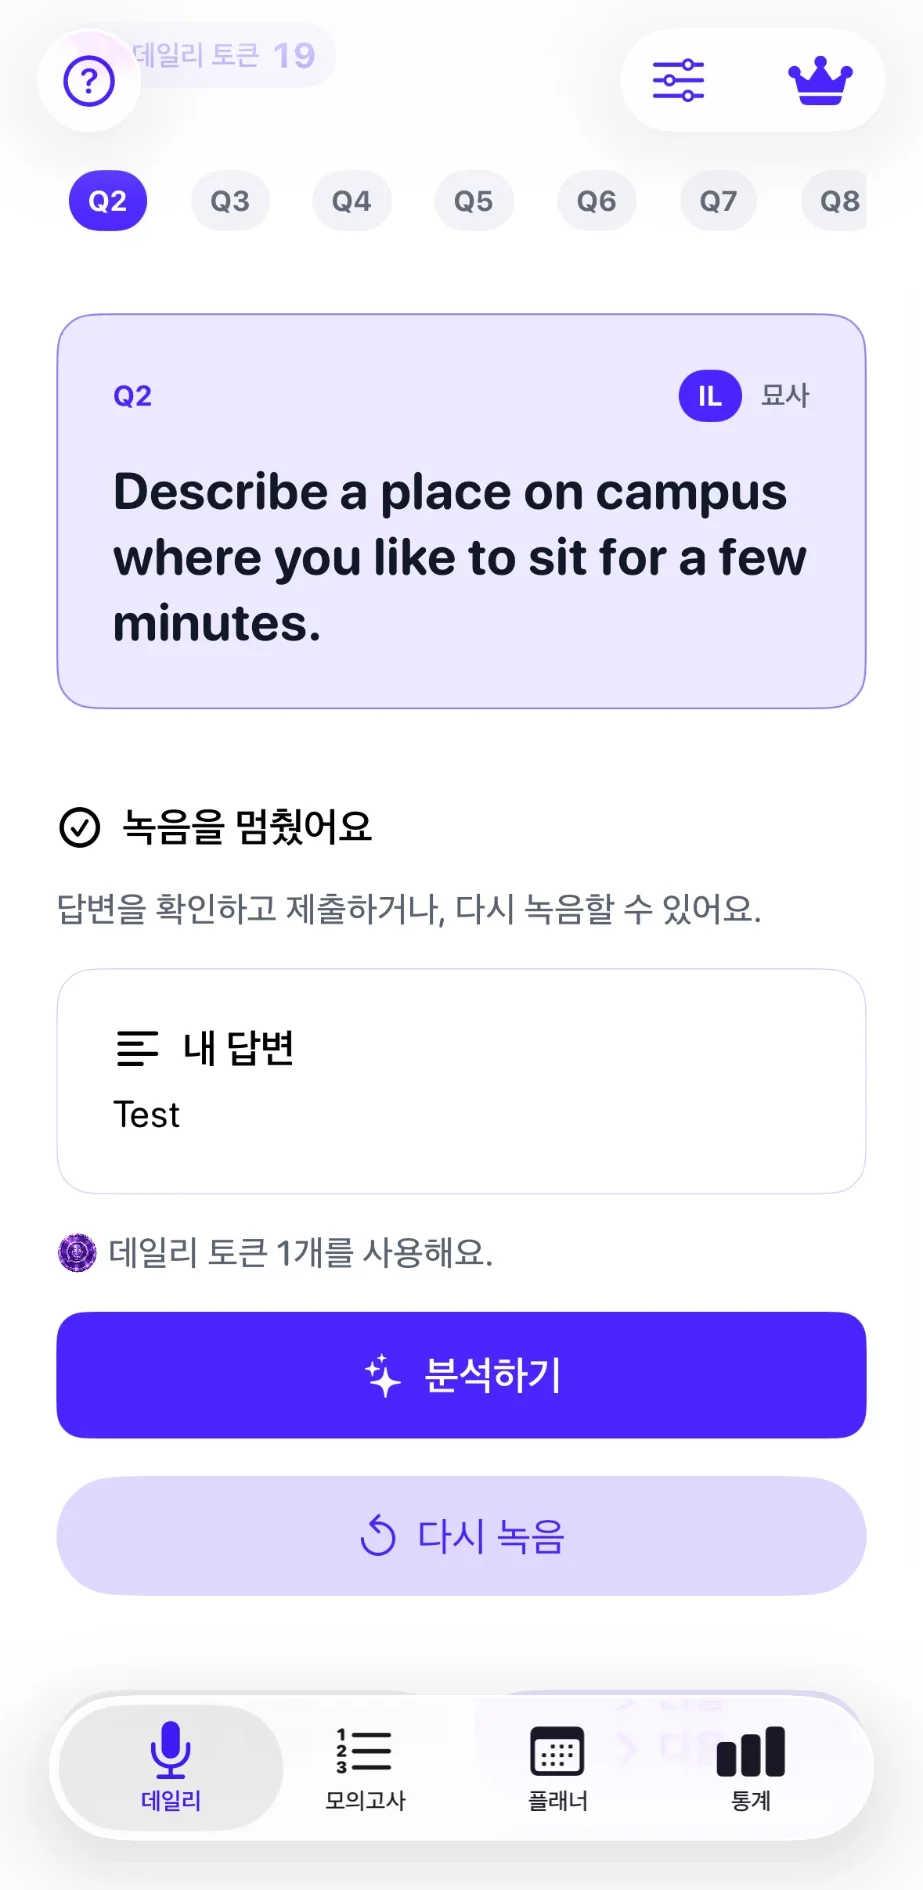 데일리 토큰 19
Q2 Q3 Q4 Q5 Q6 Q7 Q8
Q2 IL 묘사
Describe a place on campus
where you like to sit for a few
minutes.
녹음을 멈췄어요
답변을 확인하고 제출하거나, 다시 녹음할 수 있어요.
내 답변
Test
데일리 토큰 1개를 사용해요.
분석하기
다시 녹음
데일리 모의고사 플래너 통계